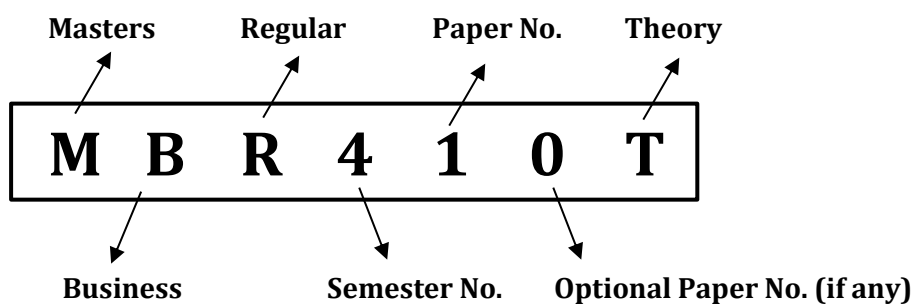 Masters Regular Paper No. Theory
M B R 4 1 0 T
Business Semester No. Optional Paper No. (if any)